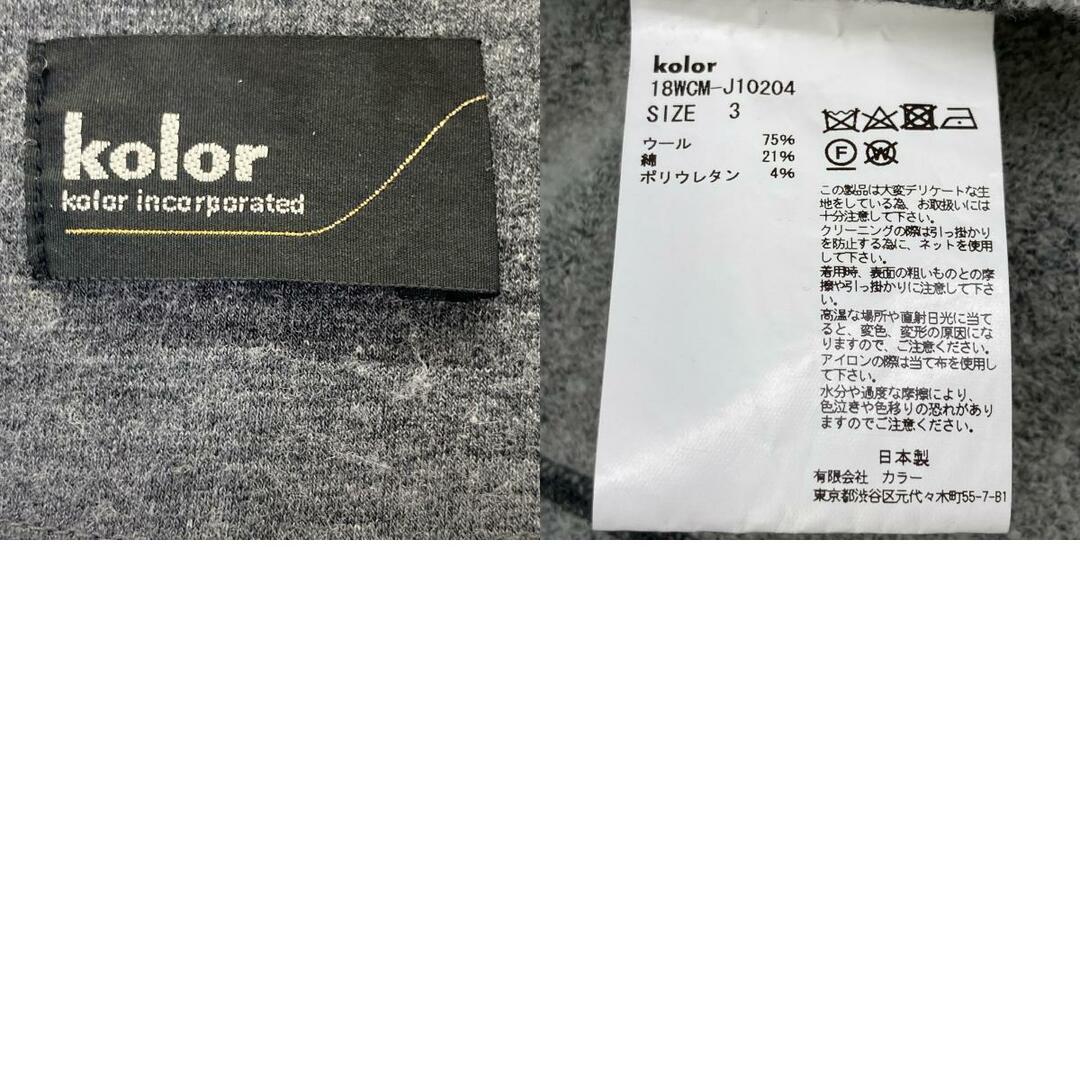 kolor
kolor incorporated
kolor
18WCM-J10204
SIZE 3
ウール 75%
綿 21%
ポリウレタン 4%
F
W
この製品は大変デリケートな生
地をしている為、お取扱いには
十分注意して下さい。
クリーニングの際は引っ掛かり
を防止する為に、ネットを使用
して下さい。
着用時、表面の粗いものとの摩
擦や引っ掛かりに注意して下さ
い。
高温な場所や直射日光に当て
ると、変色、変形の原因にな
りますので、ご注意ください。
アイロンの際は当て布を使用し
て下さい。
水分や過度な摩擦により、
色泣きや色移りの恐れがあり
ますのでご注意ください。
日本製
有限会社 カラー
東京都渋谷区元代々木町55-7-B1